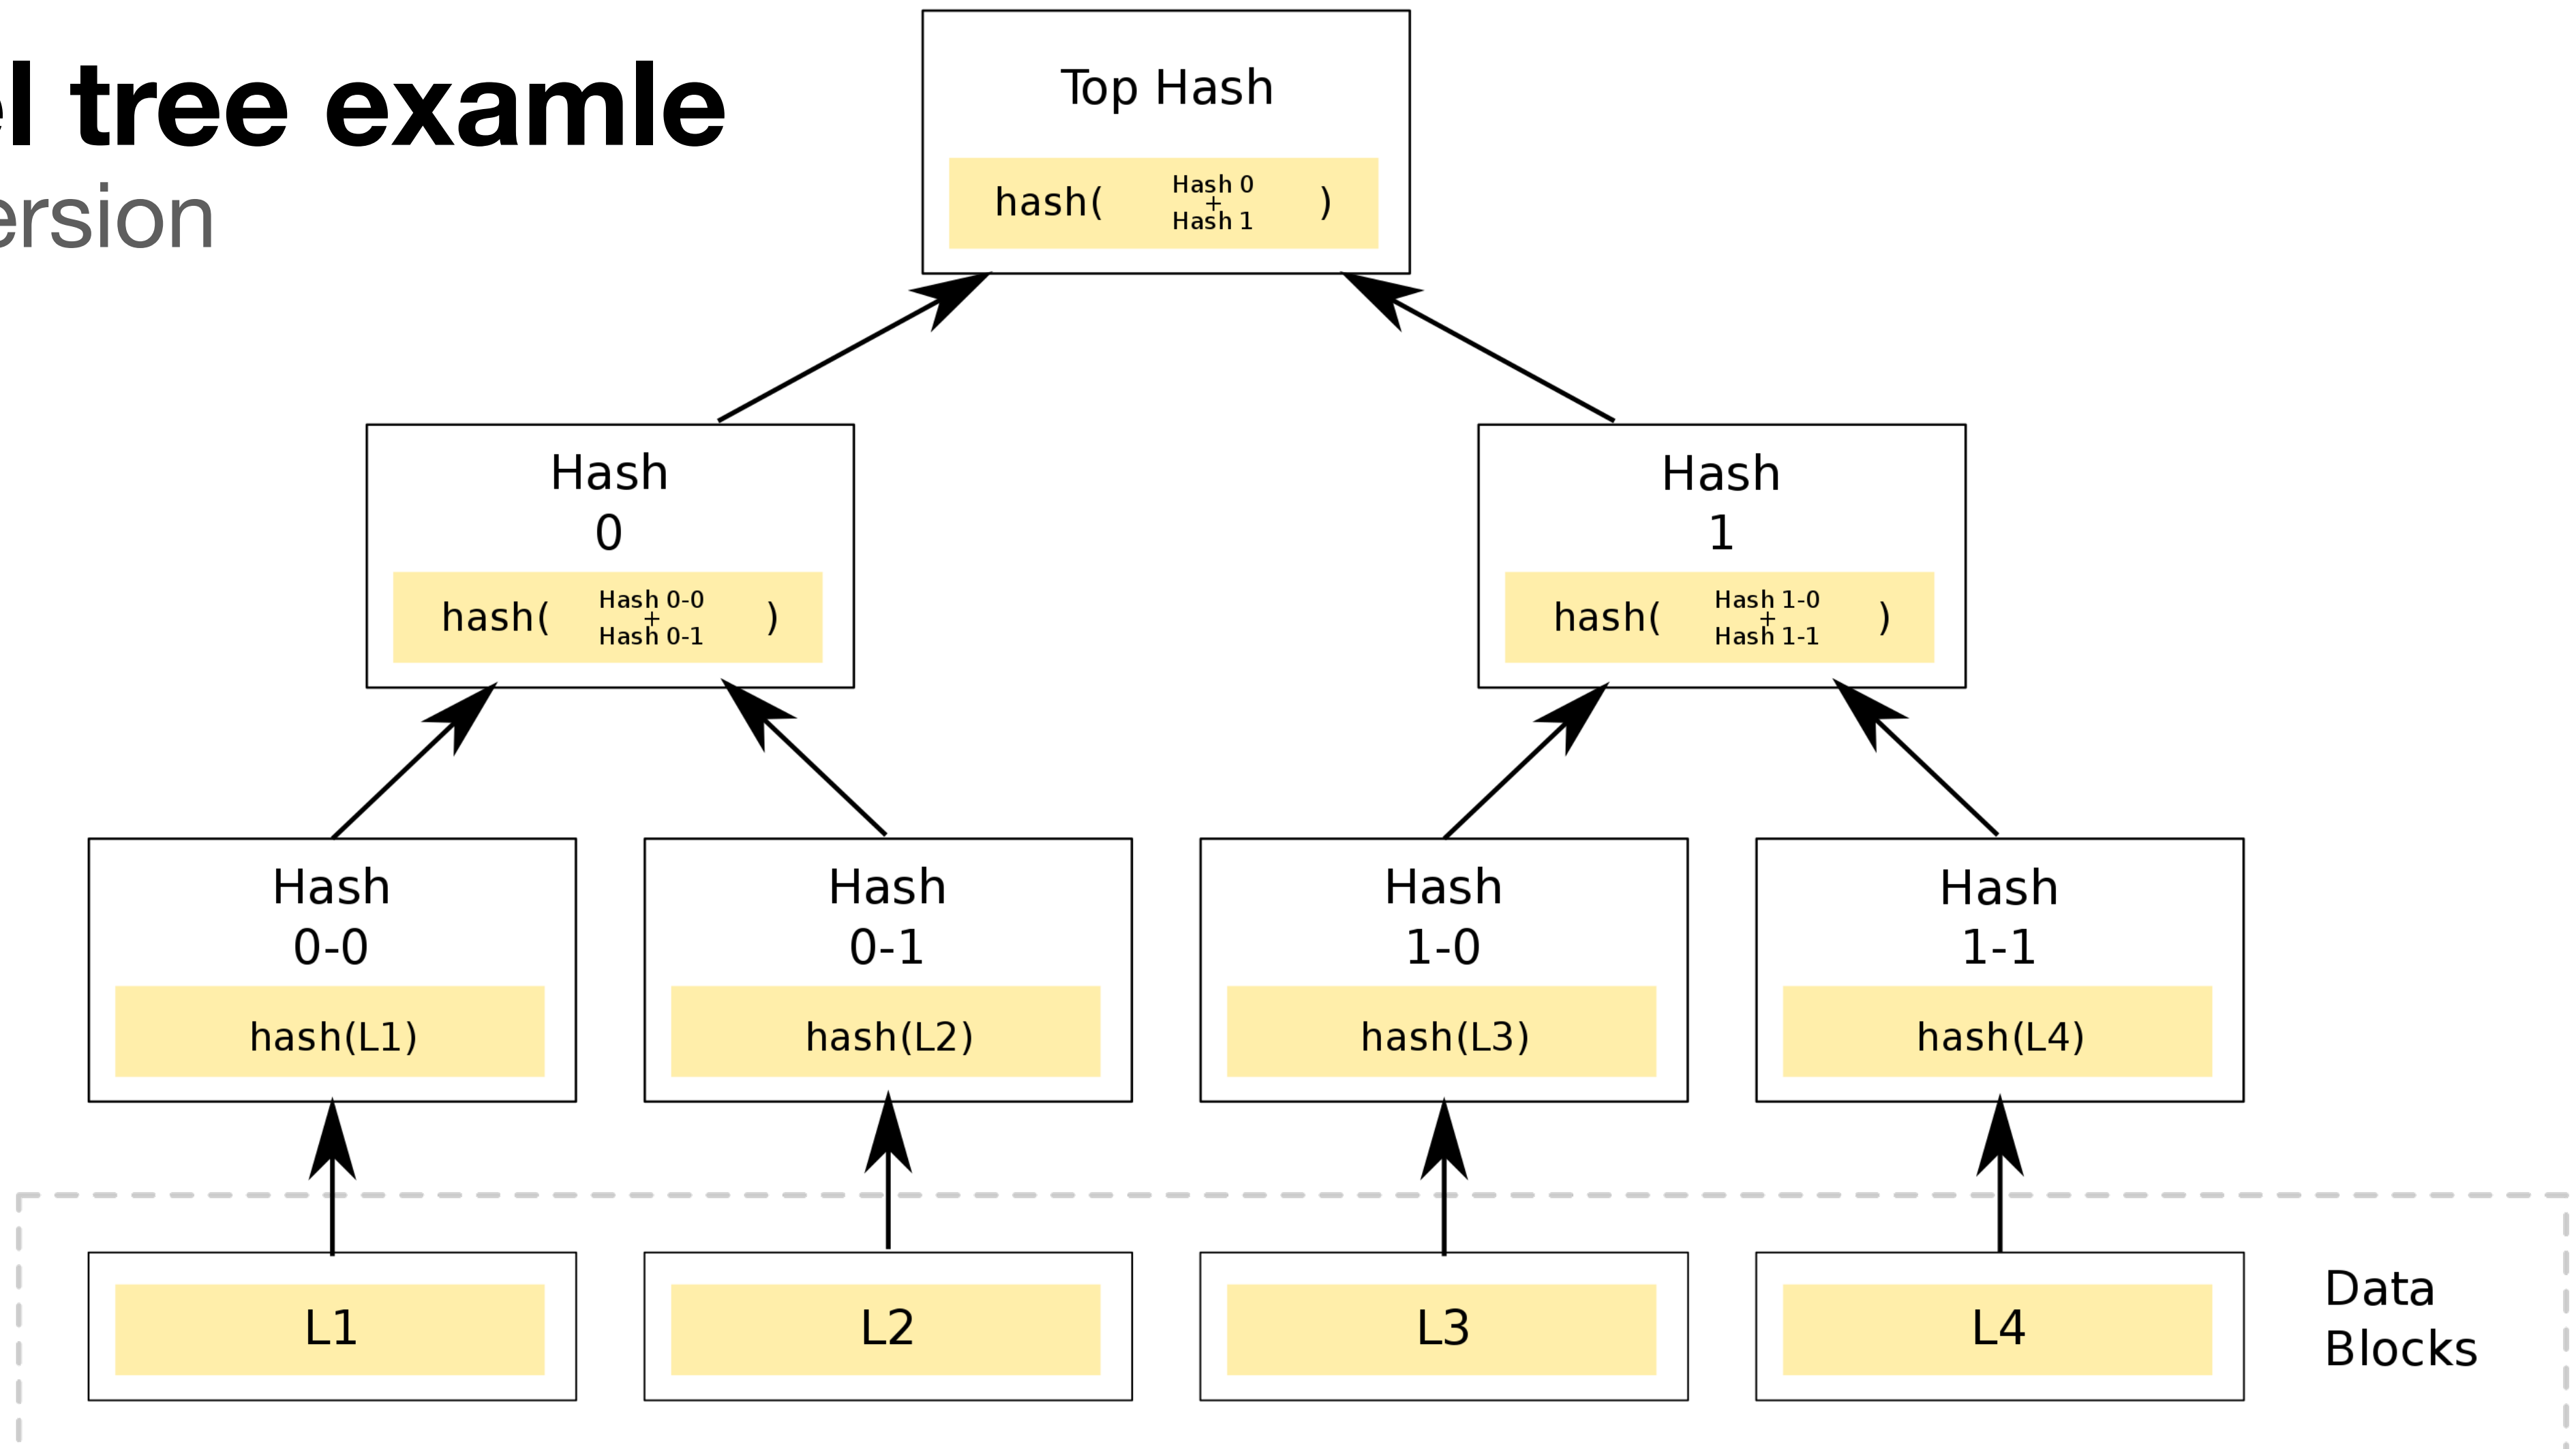 el tree examle
ersion
Top Hash
hash( Hash 0 + Hash 1 )
Hash
0
hash( Hash 0-0 + Hash 0-1 )
Hash
1
hash( Hash 1-0 + Hash 1-1 )
Hash
0-0
hash(L1)
Hash
0-1
hash(L2)
Hash
1-0
hash(L3)
Hash
1-1
hash(L4)
L1
L2
L3
L4
Data
Blocks